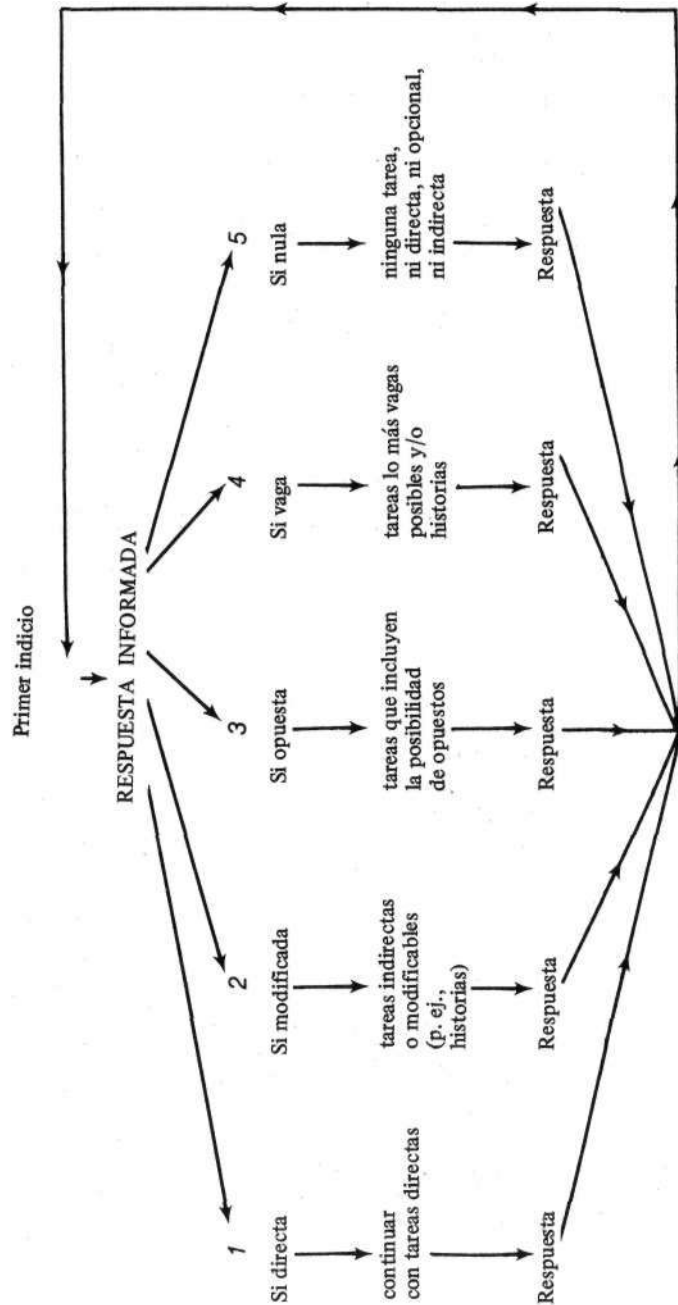 Primer indicio
RESPUESTA INFORMADA
1
Si directa
continuar
con tareas directas
Respuesta
2
Si modificada
tareas indirectas
o modificables
(p. ej.,
historias)
Respuesta
3
Si opuesta
tareas que incluyen
la posibilidad
de opuestos
Respuesta
4
Si vaga
tareas lo más vagas
posibles y/o
historias
Respuesta
5
Si nula
ninguna tarea,
ni directa, ni opcional,
ni indirecta
Respuesta